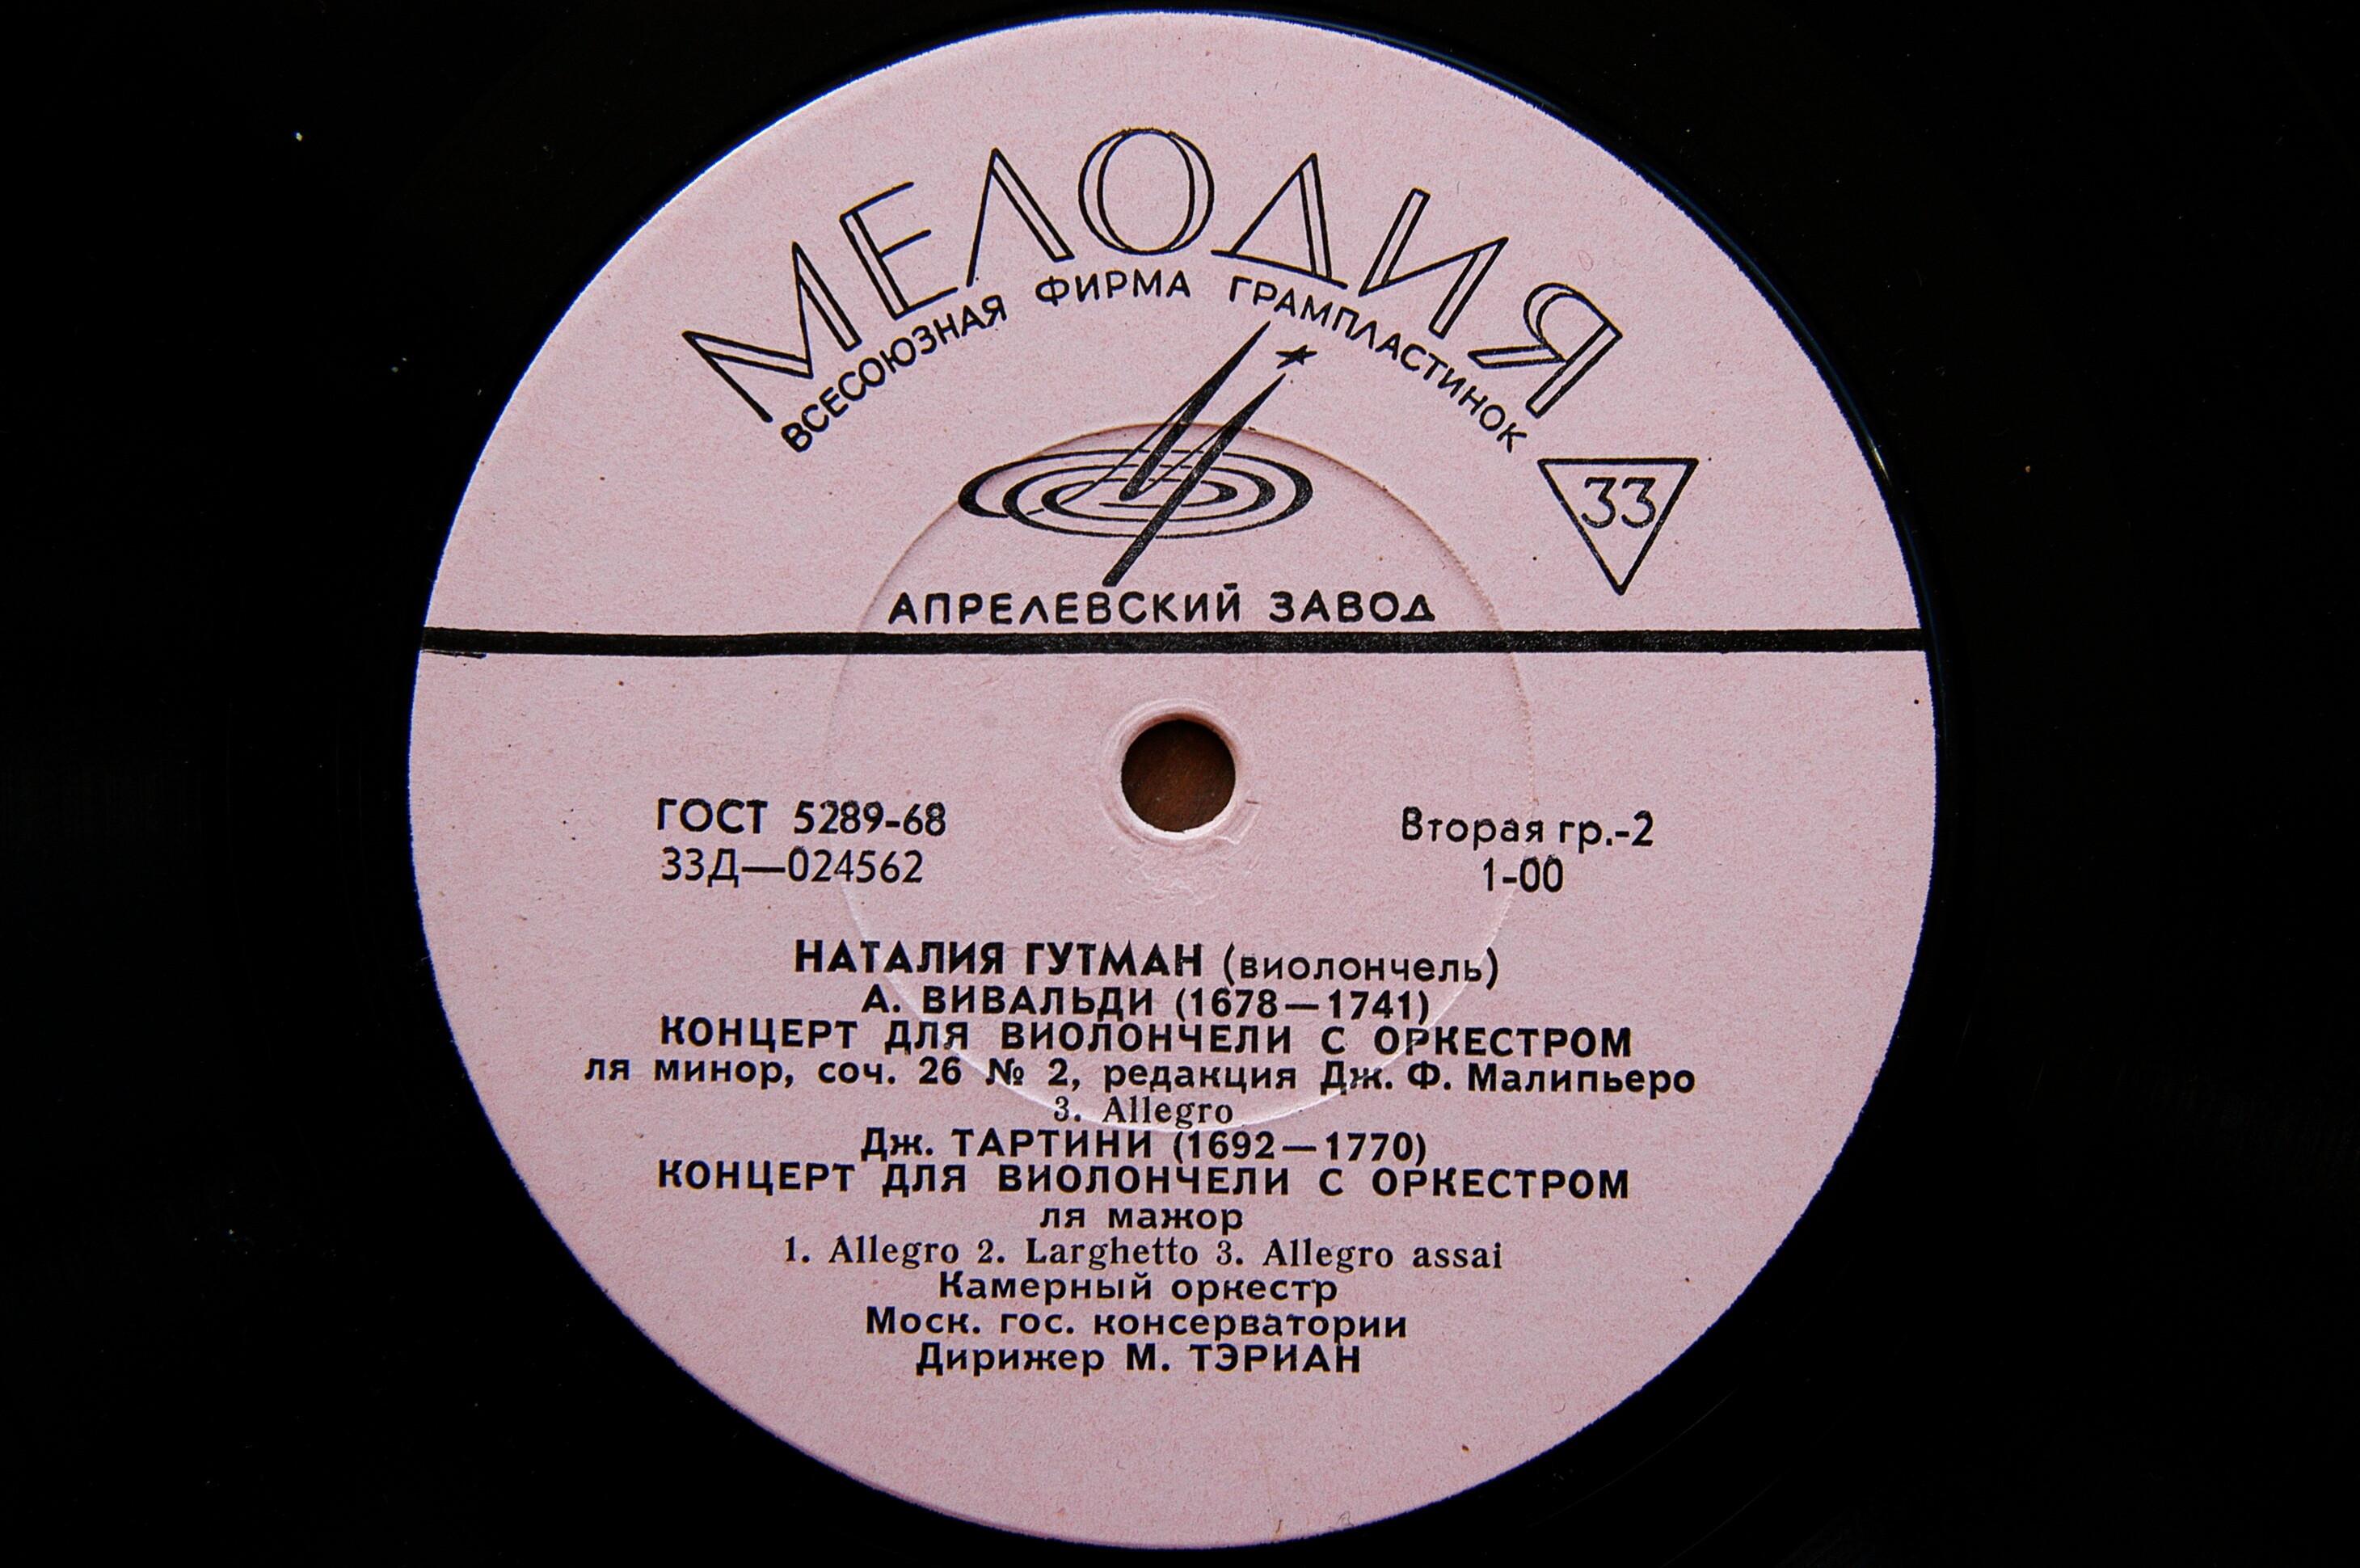 МЕЛОДИЯ
ВСЕСОЮЗНАЯ ФИРМА ГРАМПЛАСТИНОК
33
АПРЕЛЕВСКИЙ ЗАВОД
ГОСТ 5289-68
33Д—024562
Вторая гр.-2
1-00
НАТАЛИЯ ГУТМАН (виолончель)
А. ВИВАЛЬДИ (1678—1741)
КОНЦЕРТ ДЛЯ ВИОЛОНЧЕЛИ С ОРКЕСТРОМ
ля минор, соч. 26 № 2, редакция Дж. Ф. Малипьеро
3. Allegro
Дж. ТАРТИНИ (1692—1770)
КОНЦЕРТ ДЛЯ ВИОЛОНЧЕЛИ С ОРКЕСТРОМ
ля мажор
1. Allegro 2. Larghetto 3. Allegro assai
Камерный оркестр
Моск. гос. консерватории
Дирижер М. ТЭРИАН